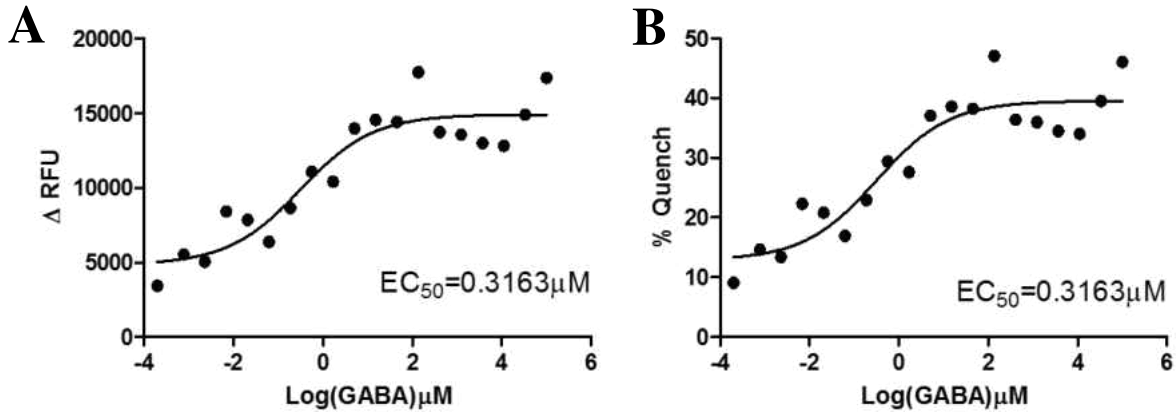 A
20000
15000
10000
5000
0
Δ RFU
EC50=0.3163μM
-4 -2 0 2 4 6
Log(GABA)μM
B
50
40
30
20
10
0
% Quench
EC50=0.3163μM
-4 -2 0 2 4 6
Log(GABA)μM